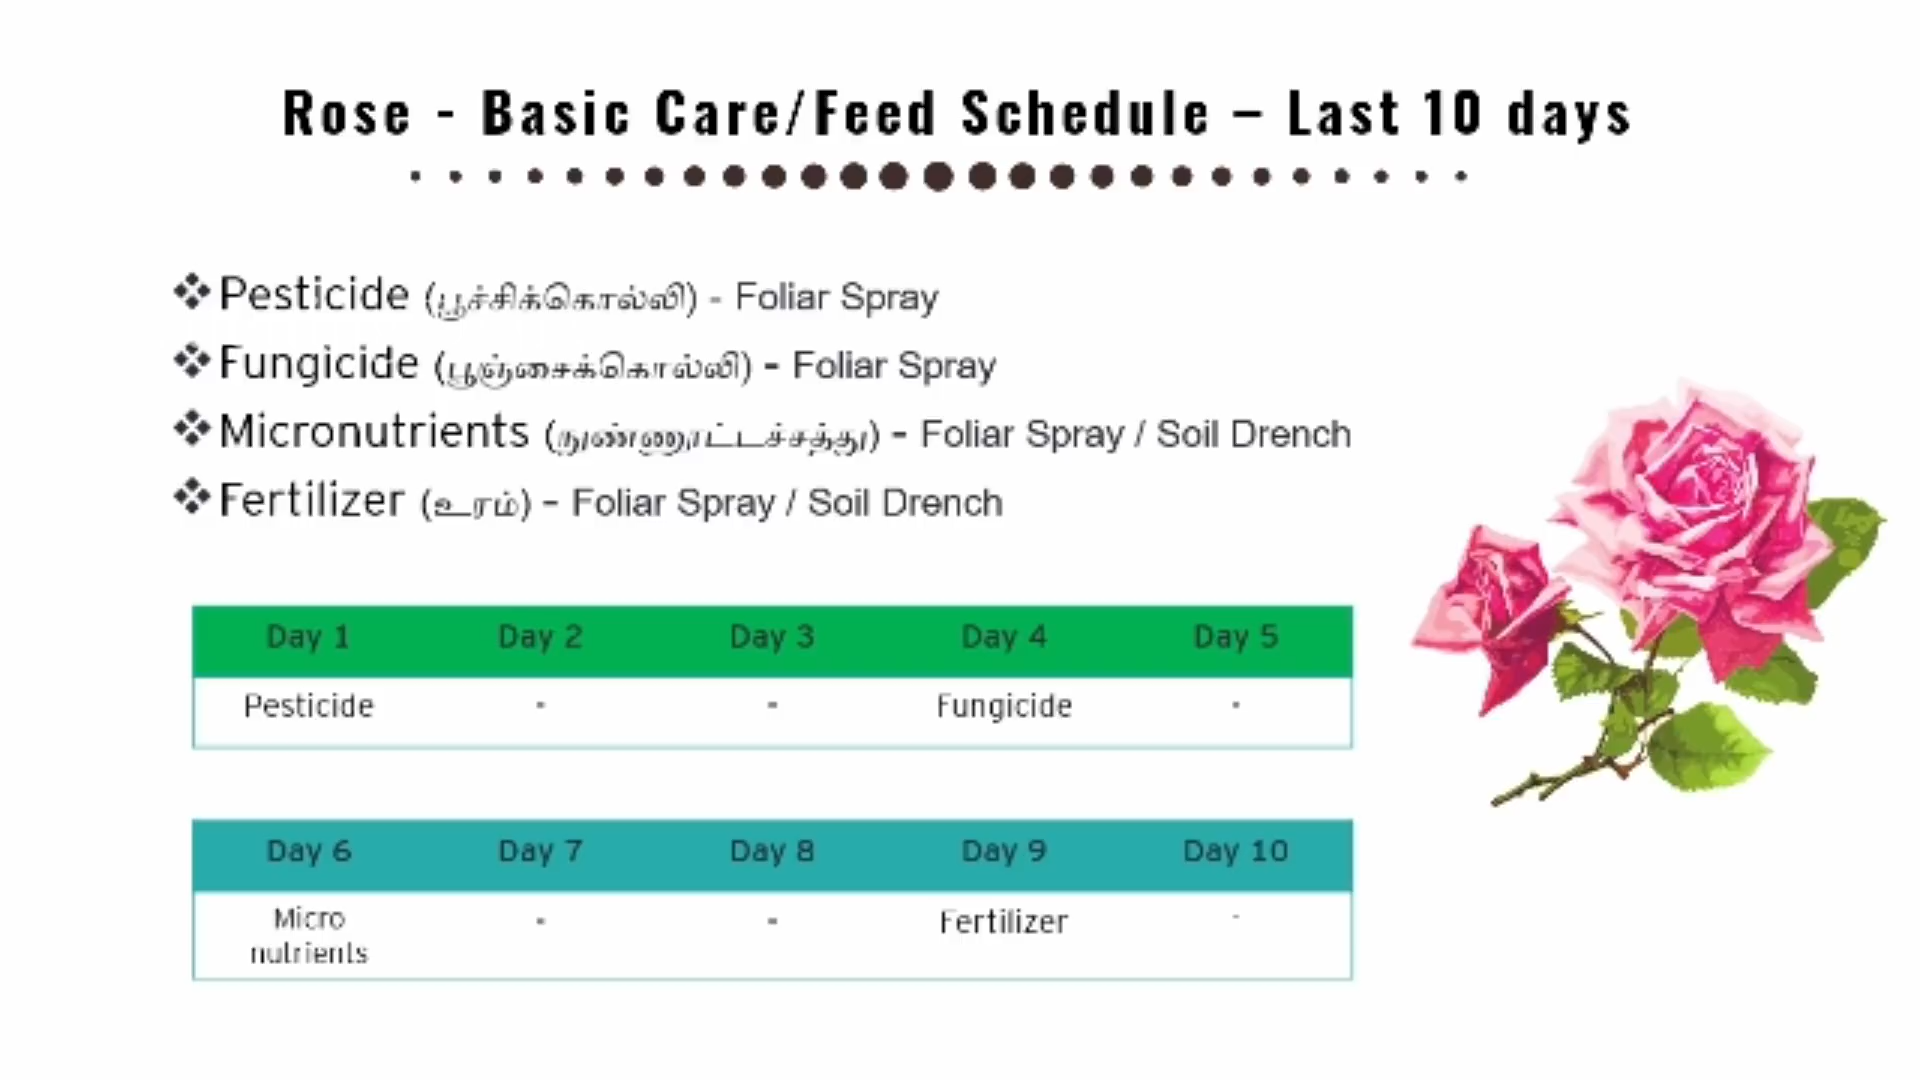 Rose - Basic Care/Feed Schedule – Last 10 days
❖Pesticide (பூச்சிக்கொல்லி) - Foliar Spray
❖Fungicide (பூஞ்சைக்கொல்லி) - Foliar Spray
❖Micronutrients (நுண்ணூட்டச்சத்து) - Foliar Spray / Soil Drench
❖Fertilizer (உரம்) - Foliar Spray / Soil Drench
Day 1 Day 2 Day 3 Day 4 Day 5
Pesticide - - Fungicide -
Day 6 Day 7 Day 8 Day 9 Day 10
Micro - - Fertilizer -
nutrients